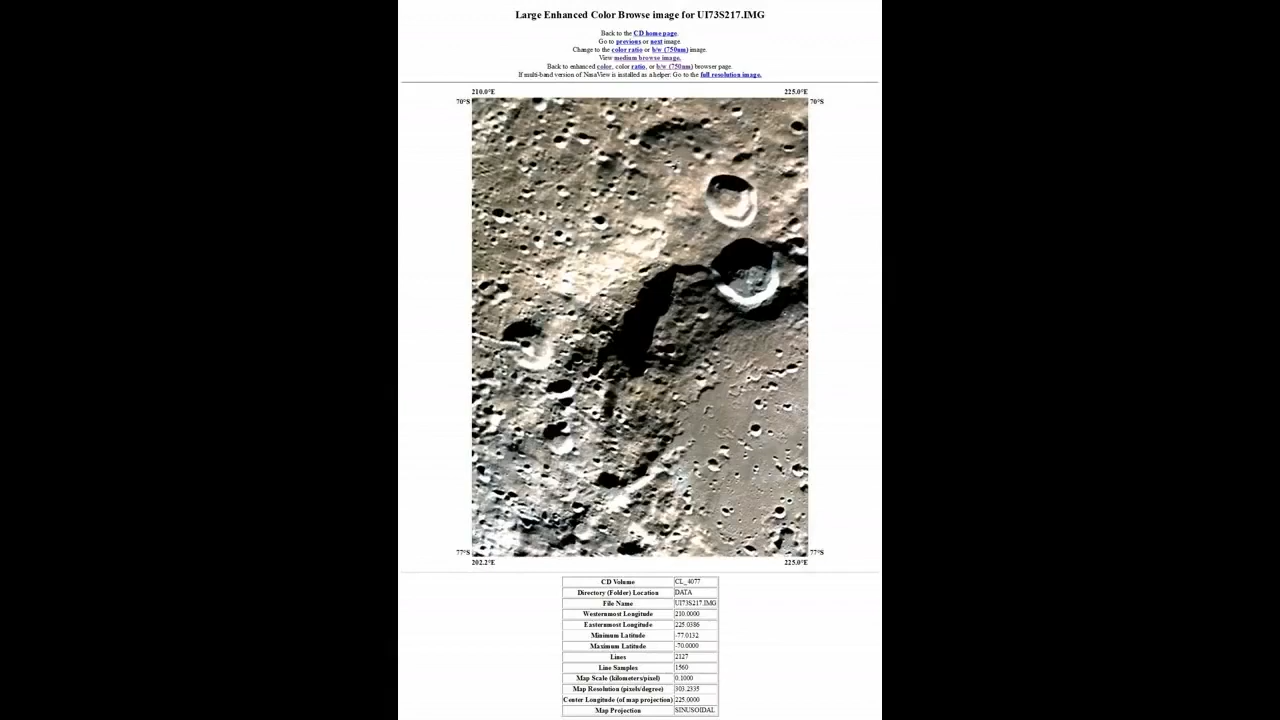 Large Enhanced Color Browse image for UI73S217.IMG
Back to the CD home page.
Go to previous or next image.
Change to the color ratio or b/w (750nm) image.
View medium browse image.
Back to enhanced color, color ratio, or b/w (750nm) browser page.
If multi-band version of NasaView is installed as a helper: Go to the full resolution image.
210.0°E 225.0°E
70°S 70°S
77°S 77°S
202.2°E 225.0°E
CD Volume CL_4077
Directory (Folder) Location DATA
File Name UI73S217.IMG
Westernmost Longitude 210.0000
Easternmost Longitude 225.0386
Minimum Latitude -77.0132
Maximum Latitude -70.0000
Lines 2127
Line Samples 1560
Map Scale (kilometers/pixel) 0.1000
Map Resolution (pixels/degree) 303.2335
Center Longitude (of map projection) 225.0000
Map Projection SINUSOIDAL